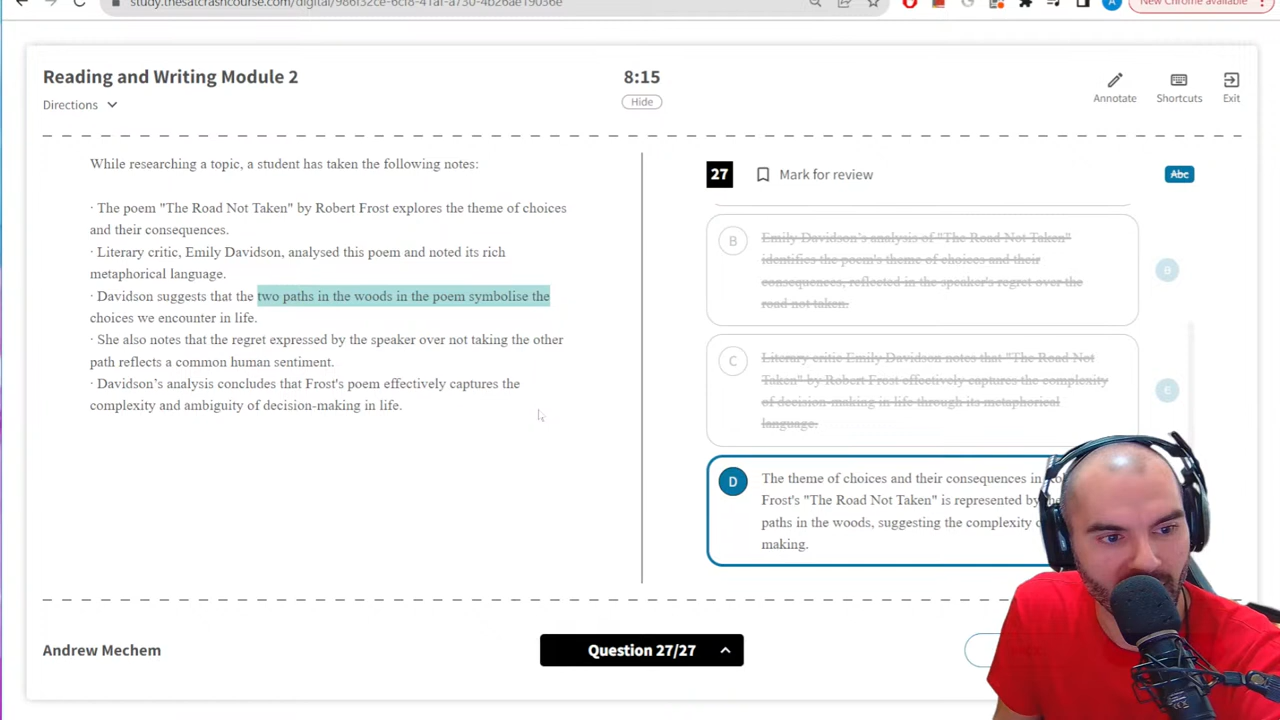 study.thesatcrashcourse.com/digital/
New Chrome available
Reading and Writing Module 2
8:15
Directions
Hide
Annotate
Shortcuts
Exit
While researching a topic, a student has taken the following notes:
· The poem "The Road Not Taken" by Robert Frost explores the theme of choices
and their consequences.
· Literary critic, Emily Davidson, analysed this poem and noted its rich
metaphorical language.
· Davidson suggests that the two paths in the woods in the poem symbolise the
choices we encounter in life.
· She also notes that the regret expressed by the speaker over not taking the other
path reflects a common human sentiment.
· Davidson's analysis concludes that Frost's poem effectively captures the
complexity and ambiguity of decision-making in life.
27
Mark for review
Abc
B
Emily Davidson's analysis of "The Road Not Taken"
identifies the poem's theme of choices and their
consequences, reflected in the speaker's regret over the
road not taken.
B
C
Literary critic Emily Davidson notes that "The Road Not
Taken" by Robert Frost effectively captures the complexity
of decision-making in life through its metaphorical
language.
C
D
The theme of choices and their consequences in
Frost's "The Road Not Taken" is represented by
paths in the woods, suggesting the complexity
making.
Andrew Mechem
Question 27/27